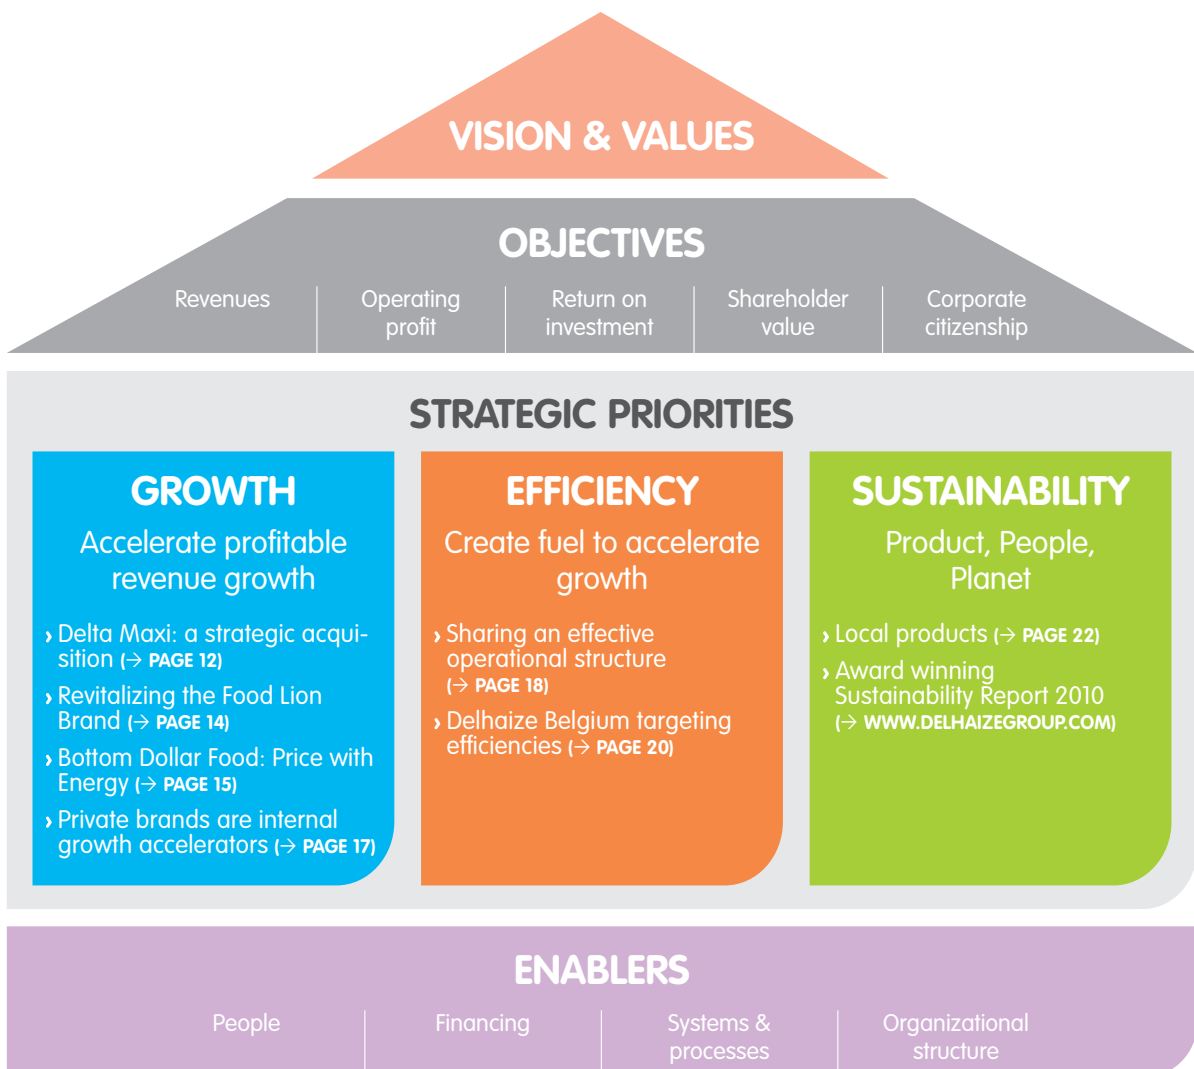 VISION & VALUES
OBJECTIVES
Revenues
Operating
profit
Return on
investment
Shareholder
value
Corporate
citizenship
STRATEGIC PRIORITIES
GROWTH
Accelerate profitable
revenue growth
› Delta Maxi: a strategic acqui-
sition (→ PAGE 12)
› Revitalizing the Food Lion
Brand (→ PAGE 14)
› Bottom Dollar Food: Price with
Energy (→ PAGE 15)
› Private brands are internal
growth accelerators (→ PAGE 17)
EFFICIENCY
Create fuel to accelerate
growth
› Sharing an effective
operational structure
(→ PAGE 18)
› Delhaize Belgium targeting
efficiencies (→ PAGE 20)
SUSTAINABILITY
Product, People,
Planet
› Local products (→ PAGE 22)
› Award winning
Sustainability Report 2010
(→ WWW.DELHAIZEGROUP.COM)
ENABLERS
People
Financing
Systems &
processes
Organizational
structure